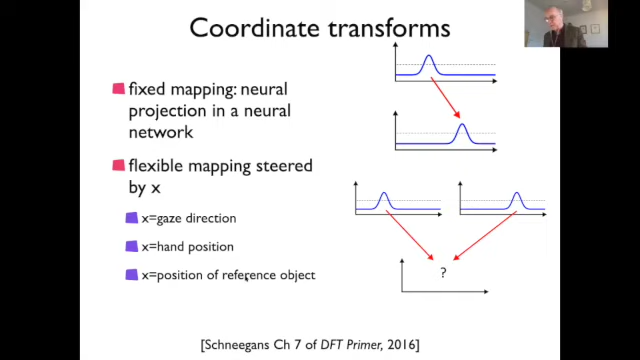 Coordinate transforms
fixed mapping: neural
projection in a neural
network
flexible mapping steered
by x
x=gaze direction
x=hand position
x=position of reference object
?
[Schneegans Ch 7 of DFT Primer, 2016]